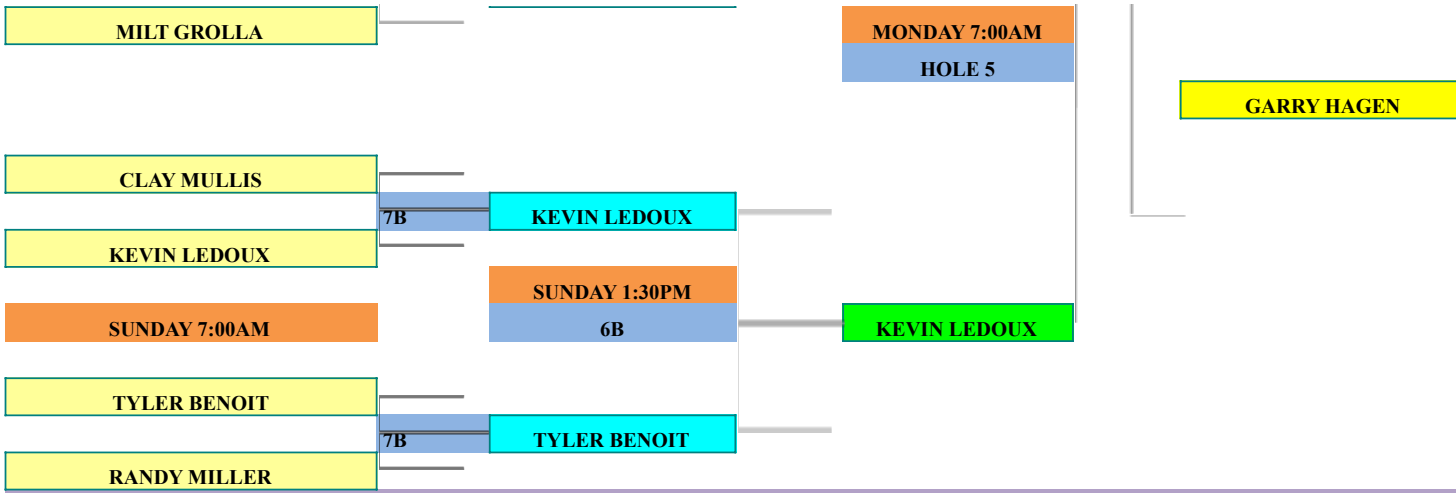 MILT GROLLA
MONDAY 7:00AM
HOLE 5
GARRY HAGEN
CLAY MULLIS
7B
KEVIN LEDOUX
KEVIN LEDOUX
SUNDAY 1:30PM
SUNDAY 7:00AM
6B
KEVIN LEDOUX
TYLER BENOIT
7B
TYLER BENOIT
RANDY MILLER